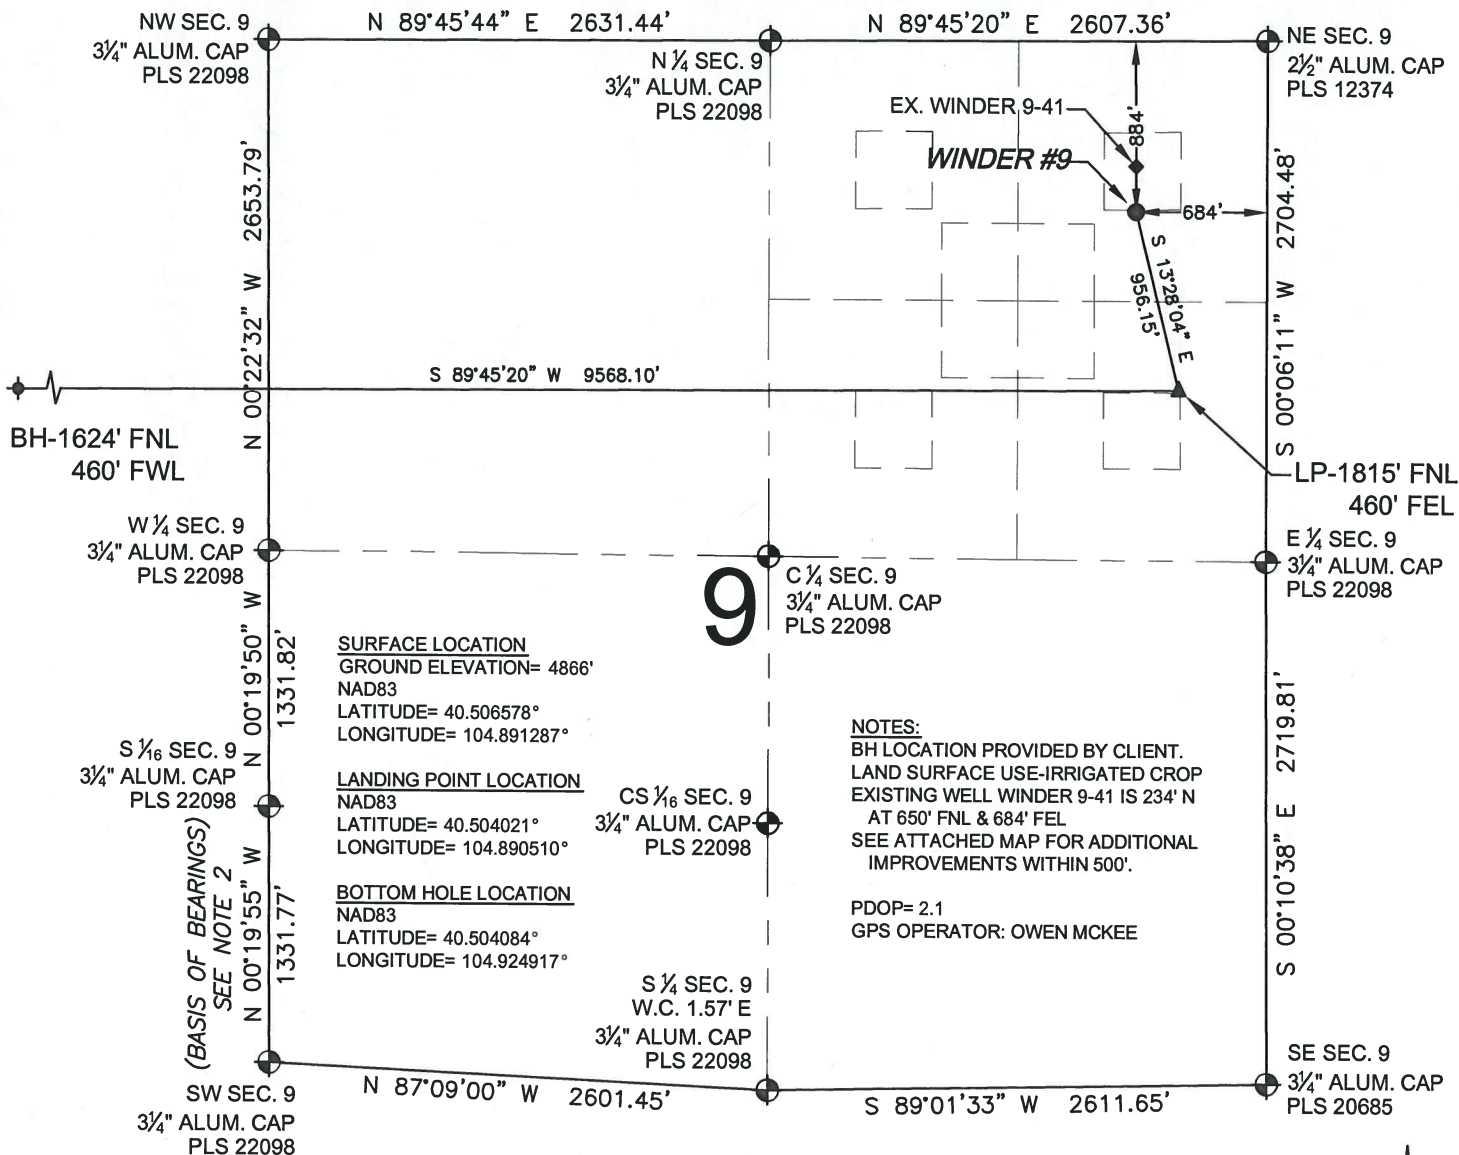 N 89°45'44" E 2631.44'
N 89°45'20" E 2607.36'
NW SEC. 9
3¼" ALUM. CAP
PLS 22098
N ¼ SEC. 9
3¼" ALUM. CAP
PLS 22098
NE SEC. 9
2½" ALUM. CAP
PLS 12374
EX. WINDER 9-41
WINDER #9
884'
684'
N 00°22'32" W 2653.79'
S 00°06'11" W 2704.48'
S 13°28'04" E
956.15'
S 89°45'20" W 9568.10'
BH-1624' FNL
460' FWL
LP-1815' FNL
460' FEL
W ¼ SEC. 9
3¼" ALUM. CAP
PLS 22098
9
C ¼ SEC. 9
3¼" ALUM. CAP
PLS 22098
E ¼ SEC. 9
3¼" ALUM. CAP
PLS 22098
N 00°19'50" W
1331.82'
SURFACE LOCATION
GROUND ELEVATION= 4866'
NAD83
LATITUDE= 40.506578°
LONGITUDE= 104.891287°
LANDING POINT LOCATION
NAD83
LATITUDE= 40.504021°
LONGITUDE= 104.890510°
BOTTOM HOLE LOCATION
NAD83
LATITUDE= 40.504084°
LONGITUDE= 104.924917°
S 1⁄16 SEC. 9
3¼" ALUM. CAP
PLS 22098
CS 1⁄16 SEC. 9
3¼" ALUM. CAP
PLS 22098
NOTES:
BH LOCATION PROVIDED BY CLIENT.
LAND SURFACE USE-IRRIGATED CROP
EXISTING WELL WINDER 9-41 IS 234' N
AT 650' FNL & 684' FEL
SEE ATTACHED MAP FOR ADDITIONAL
IMPROVEMENTS WITHIN 500'.
PDOP= 2.1
GPS OPERATOR: OWEN MCKEE
S 00°10'38" E 2719.81'
(BASIS OF BEARINGS)
SEE NOTE 2
N 00°19'55" W
1331.77'
S ¼ SEC. 9
W.C. 1.57' E
3¼" ALUM. CAP
PLS 22098
SW SEC. 9
3¼" ALUM. CAP
PLS 22098
N 87°09'00" W 2601.45'
S 89°01'33" W 2611.65'
SE SEC. 9
3¼" ALUM. CAP
PLS 20685